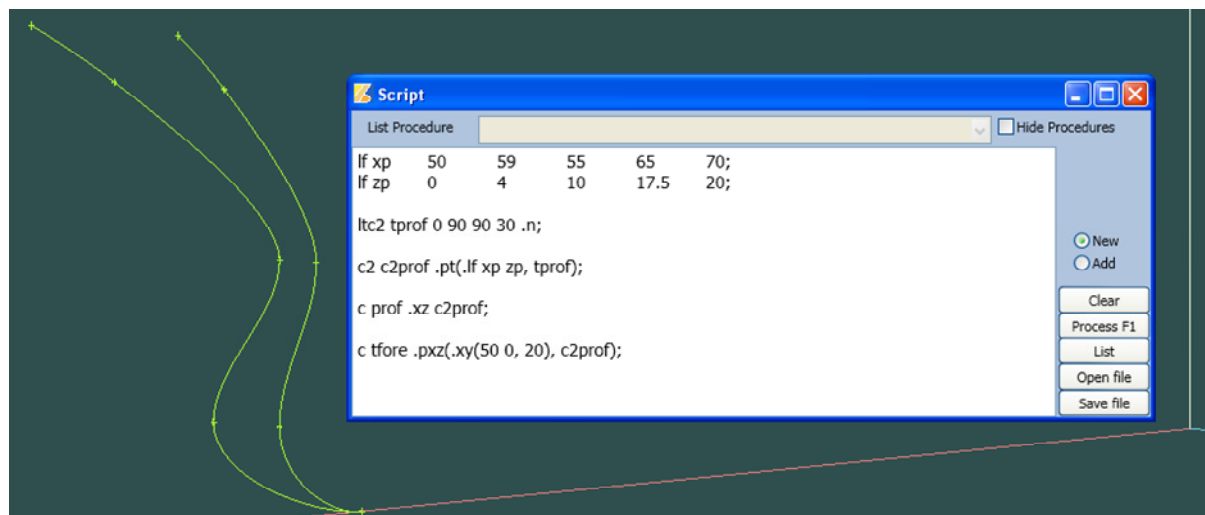 Script
List Procedure
Hide Procedures
lf xp 50 59 55 65 70;
lf zp 0 4 10 17.5 20;
ltc2 tprof 0 90 90 30 .n;
c2 c2prof .pt(.lf xp zp, tprof);
c prof .xz c2prof;
c tfore .pxz(.xy(50 0, 20), c2prof);
New
Add
Clear
Process F1
List
Open file
Save file